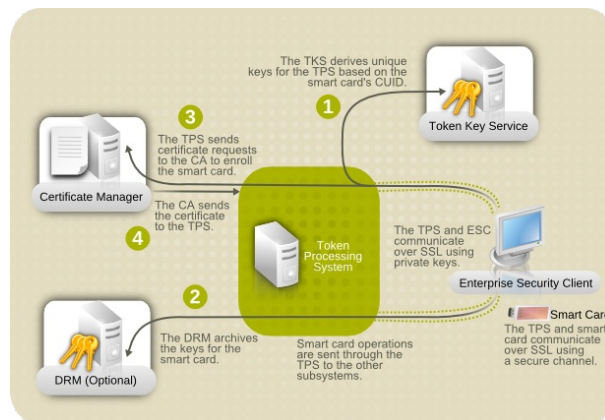 The TKS derives unique
keys for the TPS based on the
smart card's CUID.
1
Token Key Service
3
The TPS sends
certificate requests
to the CA to enroll
the smart card.
Certificate Manager
The CA sends
the certificate
to the TPS.
4
Token
Processing
System
The TPS and ESC
communicate
over SSL using
private keys.
Enterprise Security Client
Smart Card
The TPS and smart
card communicate
over SSL using
a secure channel.
2
The DRM archives
the keys for the
smart card.
DRM (Optional)
Smart card operations
are sent through the
TPS to the other
subsystems.